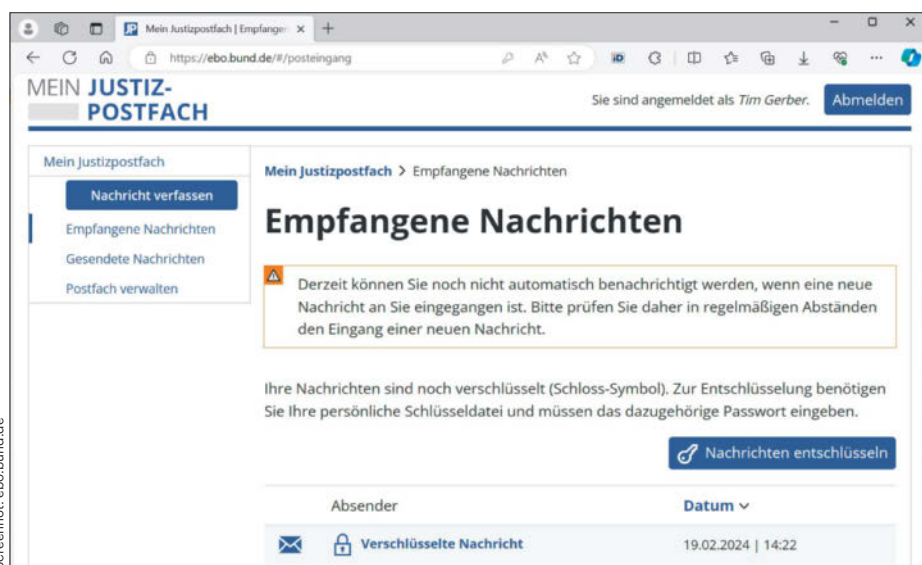 Mein Justizpostfach | Empfange
https://ebo.bund.de/#/posteingang
MEIN JUSTIZ-
POSTFACH
Sie sind angemeldet als Tim Gerber.
Abmelden
Mein Justizpostfach
Nachricht verfassen
Empfangene Nachrichten
Gesendete Nachrichten
Postfach verwalten
Mein Justizpostfach > Empfangene Nachrichten
Empfangene Nachrichten
Derzeit können Sie noch nicht automatisch benachrichtigt werden, wenn eine neue
Nachricht an Sie eingegangen ist. Bitte prüfen Sie daher in regelmäßigen Abständen
den Eingang einer neuen Nachricht.
Ihre Nachrichten sind noch verschlüsselt (Schloss-Symbol). Zur Entschlüsselung benötigen
Sie Ihre persönliche Schlüsseldatei und müssen das dazugehörige Passwort eingeben.
Nachrichten entschlüsseln
Absender
Datum
Verschlüsselte Nachricht
19.02.2024 | 14:22
ebo.bund.de